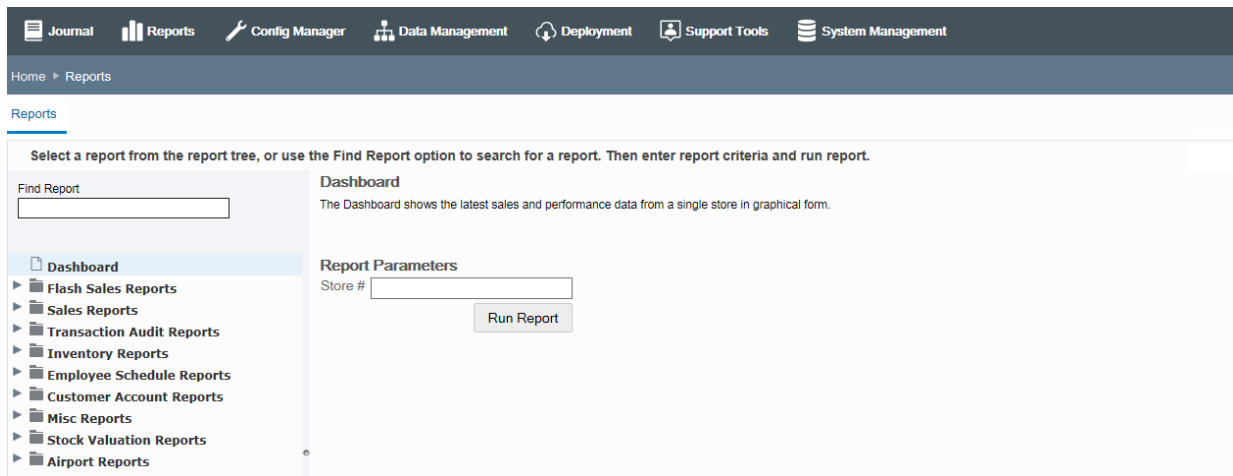 Journal Reports Config Manager Data Management Deployment Support Tools System Management
Home Reports
Reports
Select a report from the report tree, or use the Find Report option to search for a report. Then enter report criteria and run report.
Find Report
Dashboard
Flash Sales Reports
Sales Reports
Transaction Audit Reports
Inventory Reports
Employee Schedule Reports
Customer Account Reports
Misc Reports
Stock Valuation Reports
Airport Reports
Dashboard
The Dashboard shows the latest sales and performance data from a single store in graphical form.
Report Parameters
Store #
Run Report